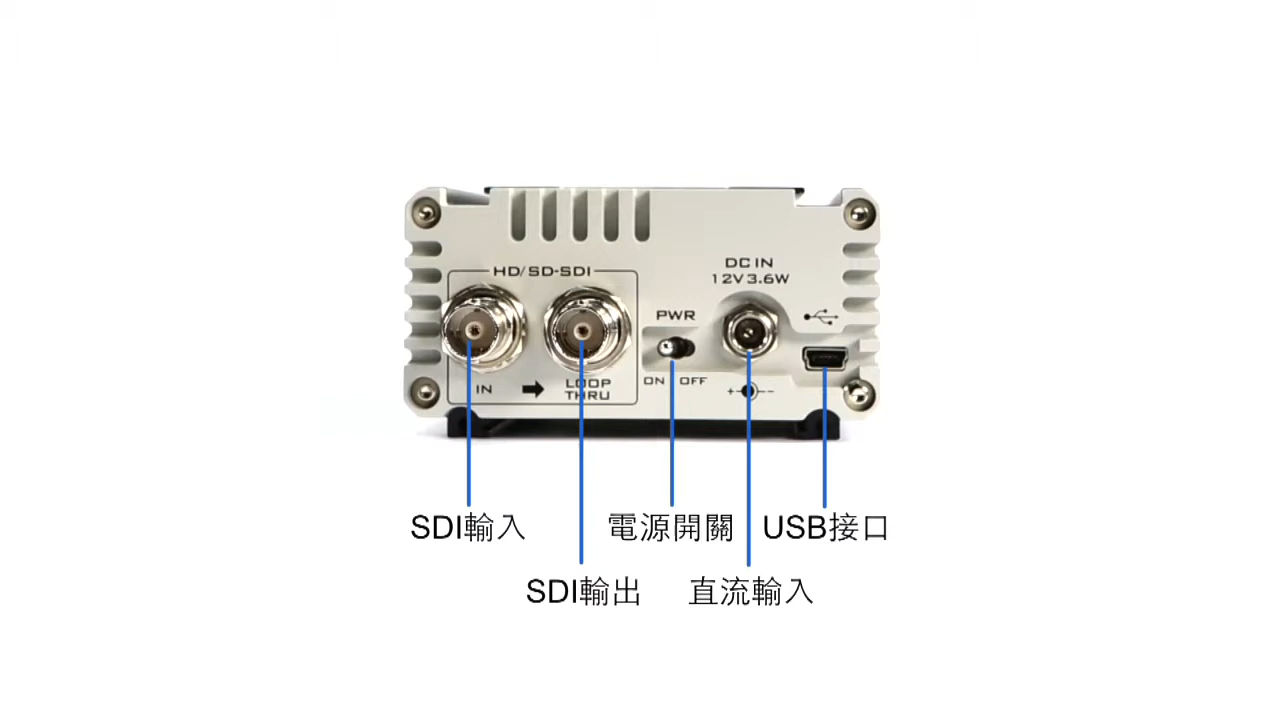 HD/SD-SDI
DC IN
12V 3.6W
PWR
IN
LOOP
THRU
ON OFF
SDI輸入
電源開關
USB接口
SDI輸出
直流輸入